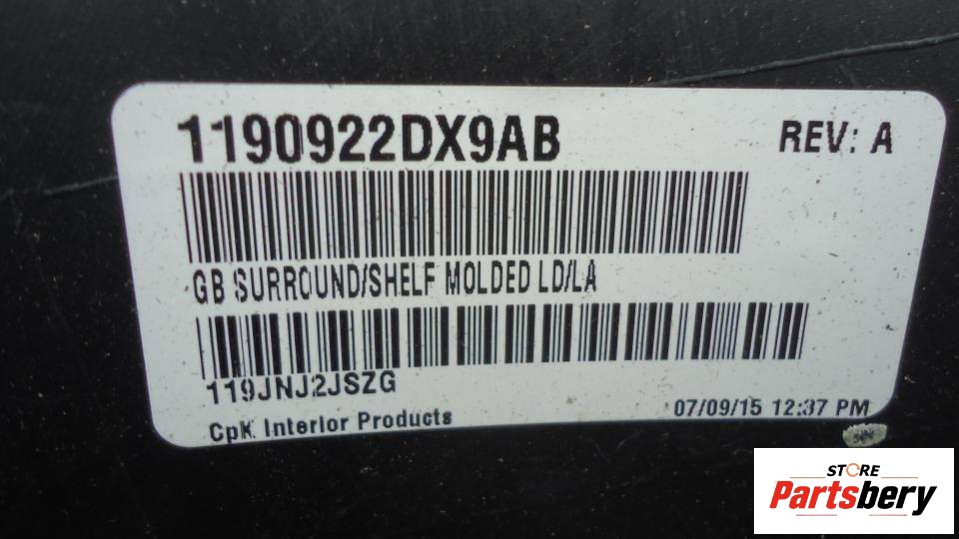 1190922DX9AB
REV: A
GB SURROUND/SHELF MOLDED LD/LA
119JNJ2JSZG
CpK Interior Products
07/09/15 12:37 PM
STORE
Partsbery